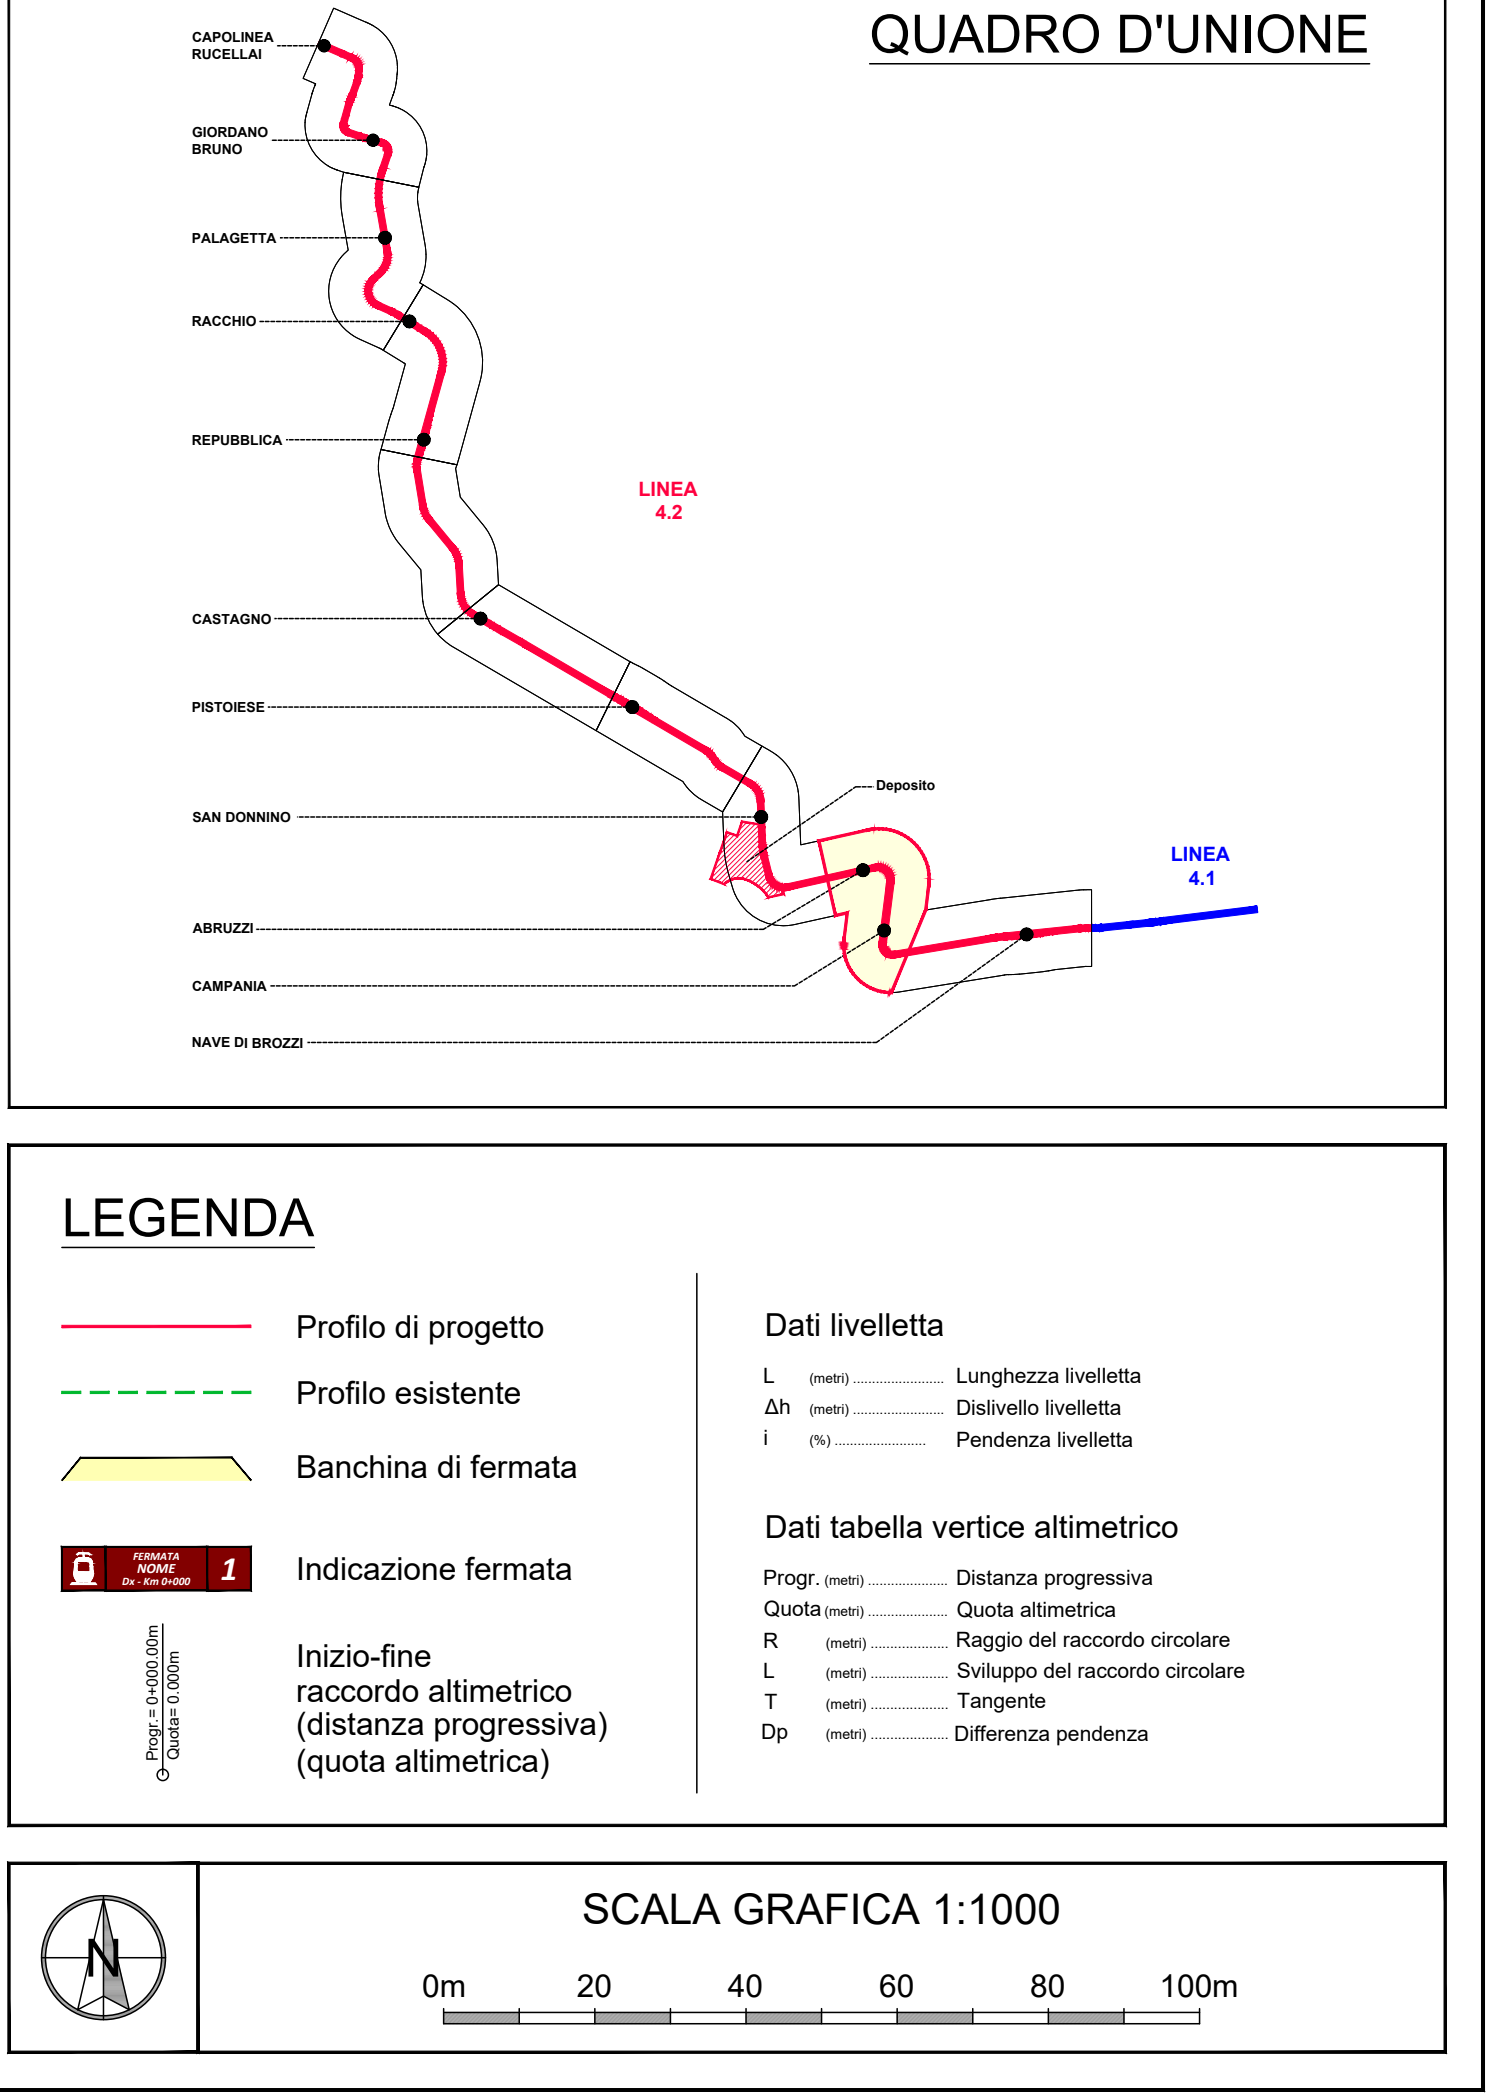 QUADRO D'UNIONE
CAPOLINEA
RUCELLAI
GIORDANO
BRUNO
PALAGETTA
RACCHIO
REPUBBLICA
LINEA
4.2
CASTAGNO
PISTOIESE
Deposito
SAN DONNINO
LINEA
4.1
ABRUZZI
CAMPANIA
NAVE DI BROZZI
LEGENDA
Profilo di progetto
Profilo esistente
Banchina di fermata
FERMATA
NOME
Dx - Km 0+000
1
Indicazione fermata
Progr.= 0+000.00m
Quota= 0.000m
Inizio-fine
raccordo altimetrico
(distanza progressiva)
(quota altimetrica)
Dati livelletta
L (metri) ........................ Lunghezza livelletta
Δh (metri) ........................ Dislivello livelletta
i (%) ........................ Pendenza livelletta
Dati tabella vertice altimetrico
Progr. (metri) ..................... Distanza progressiva
Quota (metri) ..................... Quota altimetrica
R (metri) ..................... Raggio del raccordo circolare
L (metri) ..................... Sviluppo del raccordo circolare
T (metri) ..................... Tangente
Dp (metri) ..................... Differenza pendenza
N
SCALA GRAFICA 1:1000
0m 20 40 60 80 100m